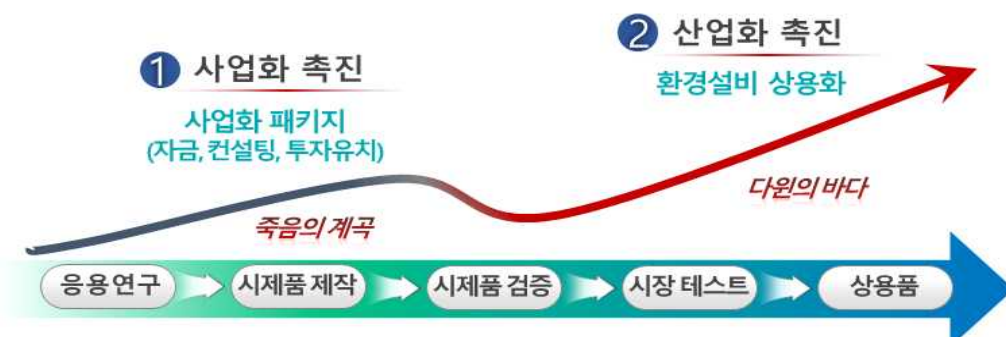 ① 사업화 촉진
사업화 패키지
(자금, 컨설팅, 투자유치)
② 산업화 촉진
환경설비 상용화
죽음의 계곡
다윈의 바다
응용연구
시제품 제작
시제품 검증
시장 테스트
상용품